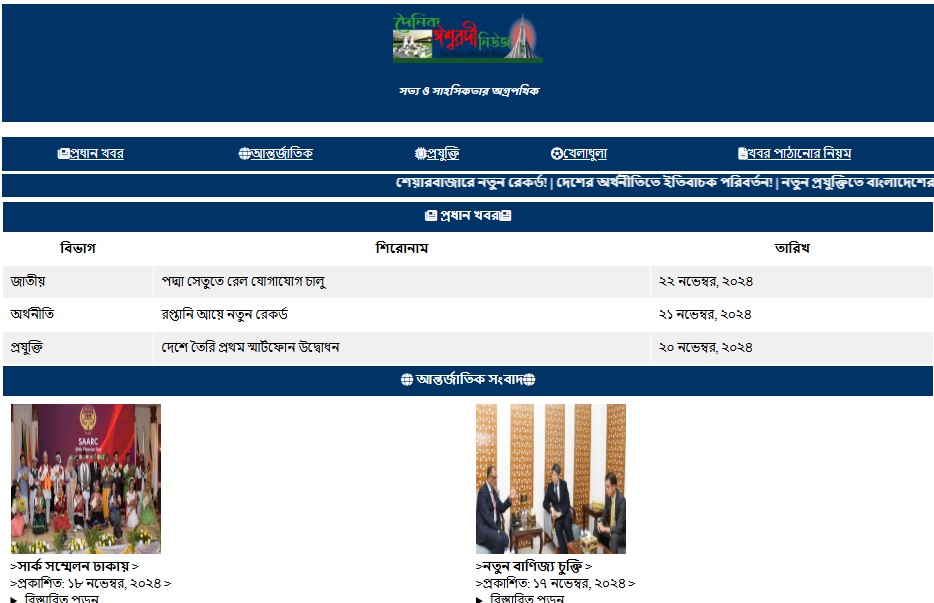 দৈনিক
ঈশ্বরদী
নিউজ
সত্য ও সাহসিকতার অগ্রপথিক
প্রধান খবর আন্তর্জাতিক প্রযুক্তি খেলাধুলা খবর পাঠানোর নিয়ম
শেয়ারবাজারে নতুন রেকর্ড! | দেশের অর্থনীতিতে ইতিবাচক পরিবর্তন! | নতুন প্রযুক্তিতে বাংলাদেশের
প্রধান খবর
বিভাগ শিরোনাম তারিখ
জাতীয় পদ্মা সেতুতে রেল যোগাযোগ চালু ২২ নভেম্বর, ২০২৪
অর্থনীতি রপ্তানি আয়ে নতুন রেকর্ড ২১ নভেম্বর, ২০২৪
প্রযুক্তি দেশে তৈরি প্রথম স্মার্টফোন উদ্বোধন ২০ নভেম্বর, ২০২৪
আন্তর্জাতিক সংবাদ
SAARC
>সার্ক সম্মেলন ঢাকায় > >নতুন বাণিজ্য চুক্তি >
>প্রকাশিত: ১৮ নভেম্বর, ২০২৪ > >প্রকাশিত: ১৭ নভেম্বর, ২০২৪ >
▶ বিস্তারিত পড়ুন ▶ বিস্তারিত পড়ুন